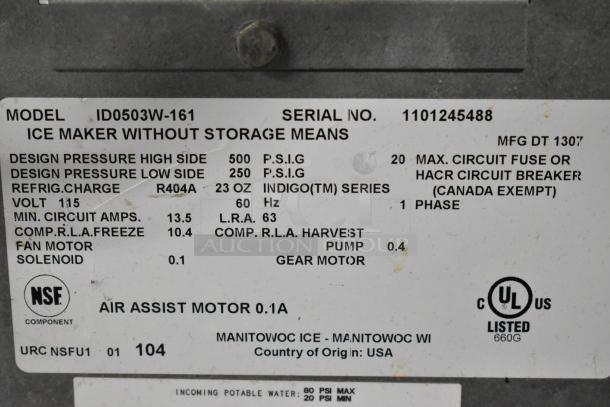 MODEL ID0503W-161 SERIAL NO. 1101245488
ICE MAKER WITHOUT STORAGE MEANS
MFG DT 1307
DESIGN PRESSURE HIGH SIDE 500 P.S.I.G 20 MAX. CIRCUIT FUSE OR
DESIGN PRESSURE LOW SIDE 250 P.S.I.G HACR CIRCUIT BREAKER
REFRIG.CHARGE R404A 23 OZ INDIGO(TM) SERIES (CANADA EXEMPT)
VOLT 115 60 Hz 1 PHASE
MIN. CIRCUIT AMPS. 13.5 L.R.A. 63
COMP.R.L.A.FREEZE 10.4 COMP. R.L.A. HARVEST
FAN MOTOR PUMP 0.4
SOLENOID 0.1 GEAR MOTOR
AUCTION GROUP
NSF
COMPONENT
AIR ASSIST MOTOR 0.1A
C UL US
LISTED
660G
URC NSFU1 01 104
MANITOWOC ICE - MANITOWOC WI
Country of Origin: USA
INCOMING POTABLE WATER: 80 PSI MAX
20 PSI MIN